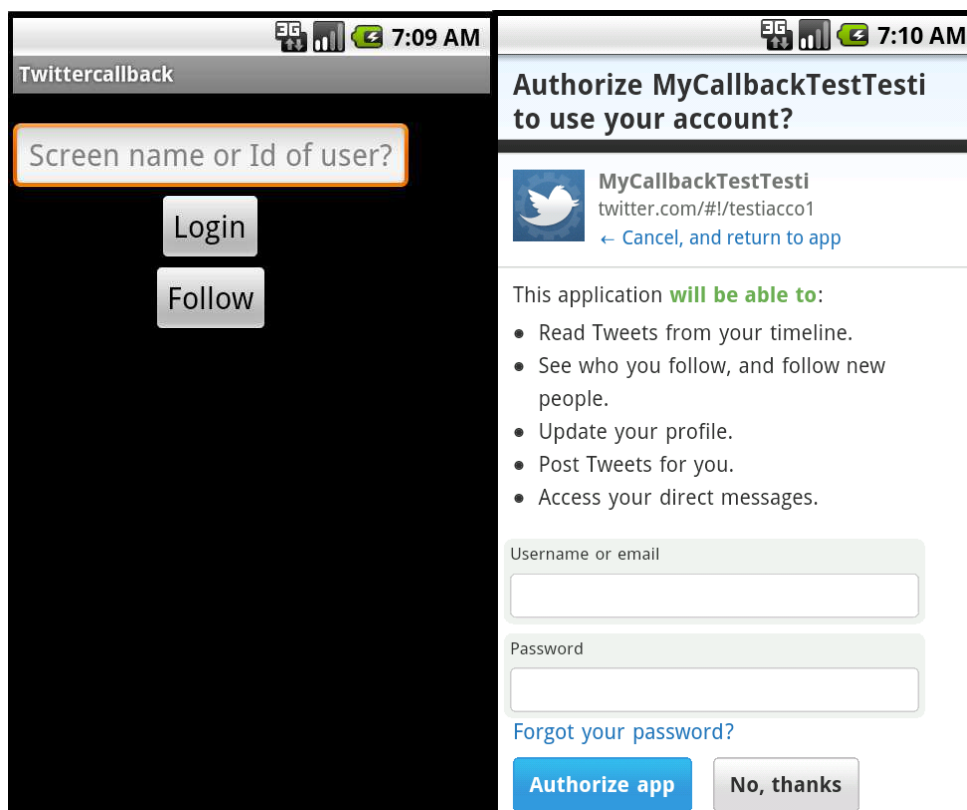 3G 7:09 AM
Twittercallback
Screen name or Id of user?
Login
Follow
3G 7:10 AM
Authorize MyCallbackTestTesti
to use your account?
MyCallbackTestTesti
twitter.com/#!/testiacco1
← Cancel, and return to app
This application will be able to:
• Read Tweets from your timeline.
• See who you follow, and follow new
people.
• Update your profile.
• Post Tweets for you.
• Access your direct messages.
Username or email
Password
Forgot your password?
Authorize app No, thanks